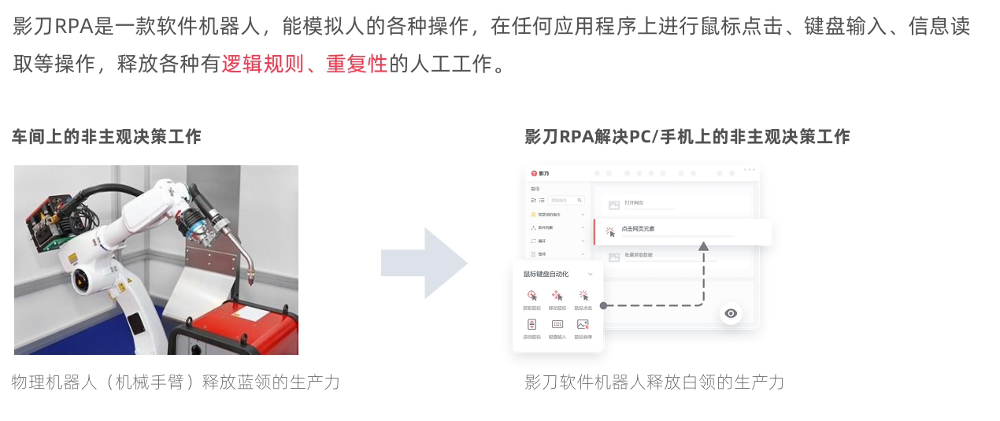 影刀RPA是一款软件机器人，能模拟人的各种操作，在任何应用程序上进行鼠标点击、键盘输入、信息读
取等操作，释放各种有逻辑规则、重复性的人工工作。
车间上的非主观决策工作
影刀RPA解决PC/手机上的非主观决策工作
影刀
指令
搜索指令
打开网页
我常用的指令
点击网页元素
条件判断
循环
等待
批量抓取数据
鼠标键盘自动化
获取鼠标
移动鼠标
鼠标点击
滚动鼠标
键盘输入
鼠标悬停
物理机器人（机械手臂）释放蓝领的生产力
影刀软件机器人释放白领的生产力